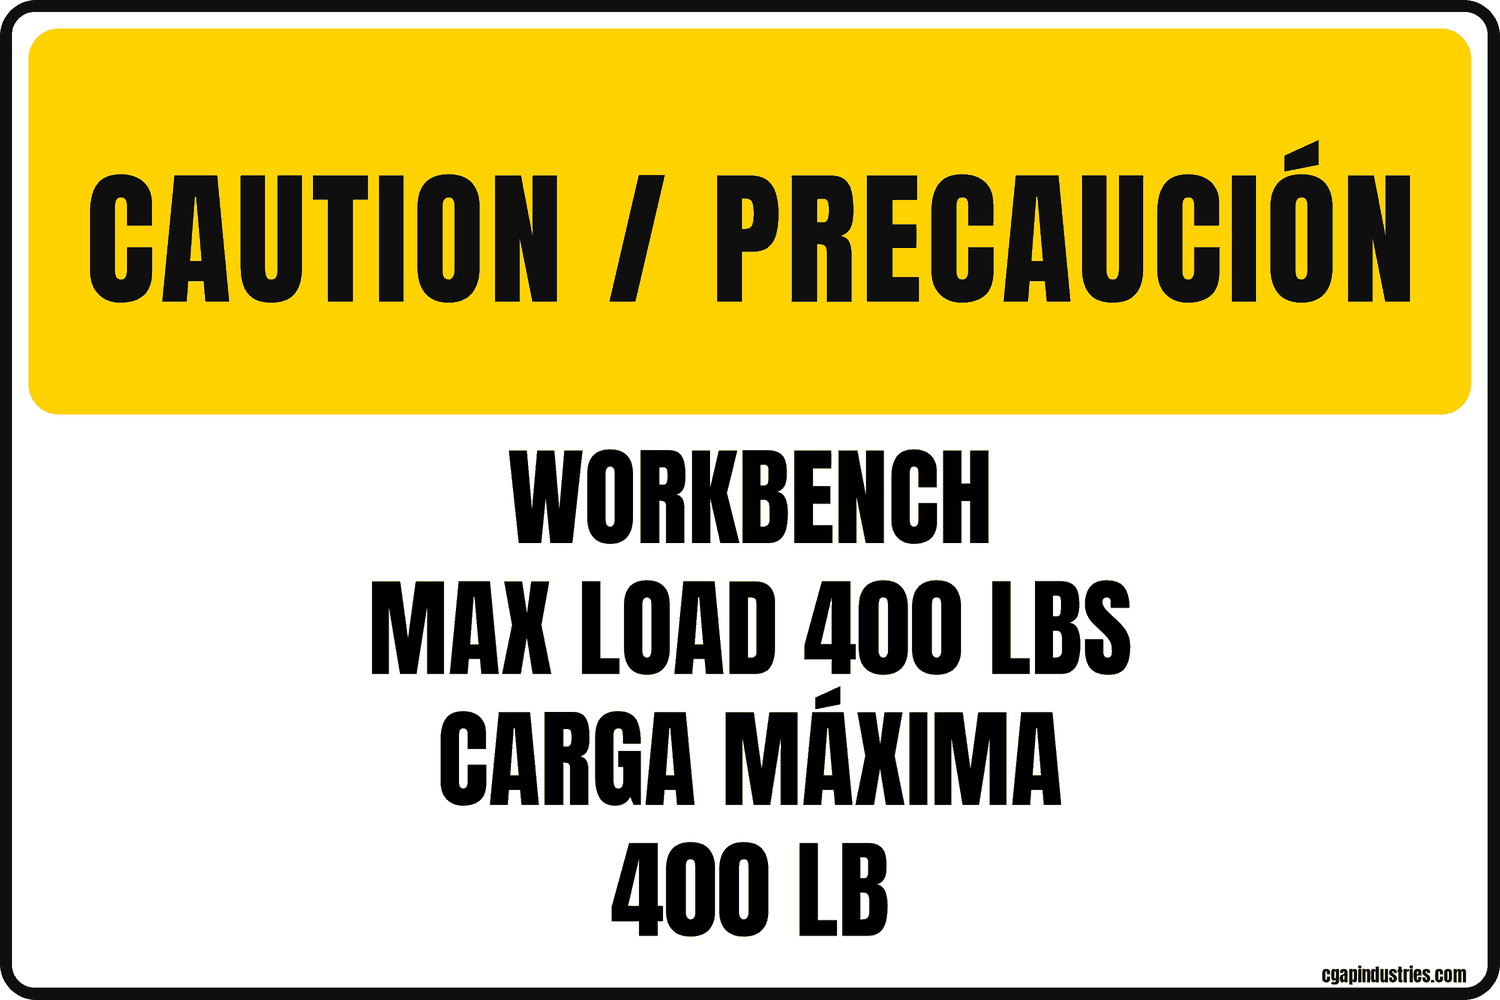 CAUTION / PRECAUCIÓN
WORKBENCH
MAX LOAD 400 LBS
CARGA MÁXIMA
400 LB
cgapindustries.com